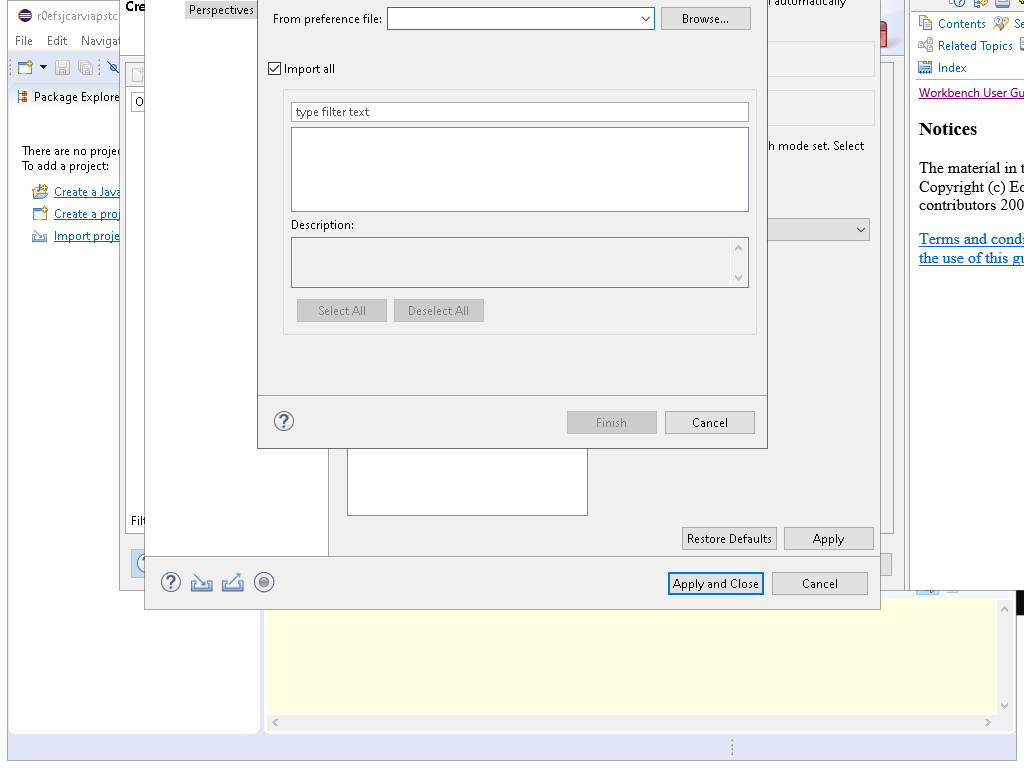 r0efsjcarviapstc
File Edit Navigat
Package Explore
There are no projec
To add a project:
Create a Java
Create a proj
Import proje
Cre
Perspectives
From preference file:
Browse...
Import all
type filter text
Description:
Select All
Deselect All
Finish
Cancel
automatically
h mode set. Select
Restore Defaults
Apply
Apply and Close
Cancel
Filt
Contents
Se
Related Topics
Index
Workbench User Gu
Notices
The material in t
Copyright (c) Ec
contributors 200
Terms and condi
the use of this gu